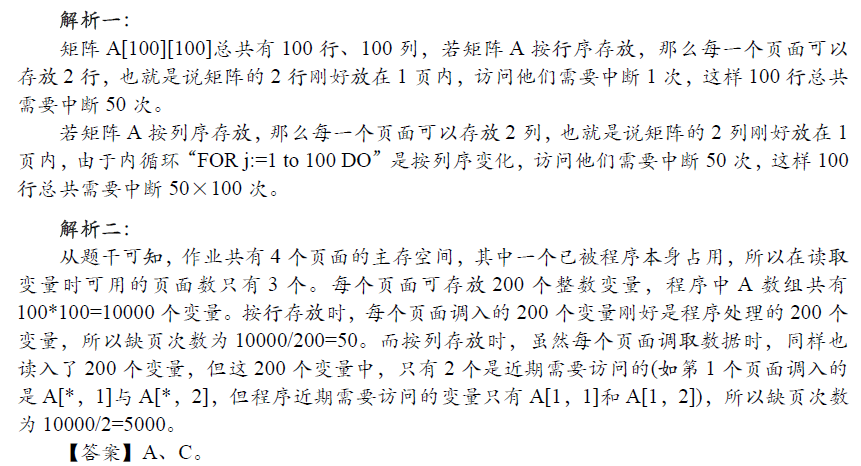 解析一：
矩阵 A[100][100]总共有 100 行、100 列，若矩阵 A 按行序存放，那么每一个页面可以
存放 2 行，也就是说矩阵的 2 行刚好放在 1 页内，访问他们需要中断 1 次，这样 100 行总共
需要中断 50 次。
若矩阵 A 按列序存放，那么每一个页面可以存放 2 列，也就是说矩阵的 2 列刚好放在 1
页内，由于内循环“FOR j:=1 to 100 DO”是按列序变化，访问他们需要中断 50 次，这样 100
行总共需要中断 50×100 次。
解析二：
从题干可知，作业共有 4 个页面的主存空间，其中一个已被程序本身占用，所以在读取
变量时可用的页面数只有 3 个。每个页面可存放 200 个整数变量，程序中 A 数组共有
100*100=10000 个变量。按行存放时，每个页面调入的 200 个变量刚好是程序处理的 200 个
变量，所以缺页次数为 10000/200=50。而按列存放时，虽然每个页面调取数据时，同样也
读入了 200 个变量，但这 200 个变量中，只有 2 个是近期需要访问的(如第 1 个页面调入的
是 A[*，1]与 A[*，2]，但程序近期需要访问的变量只有 A[1，1]和 A[1，2])，所以缺页次数
为 10000/2=5000。
【答案】A、C。